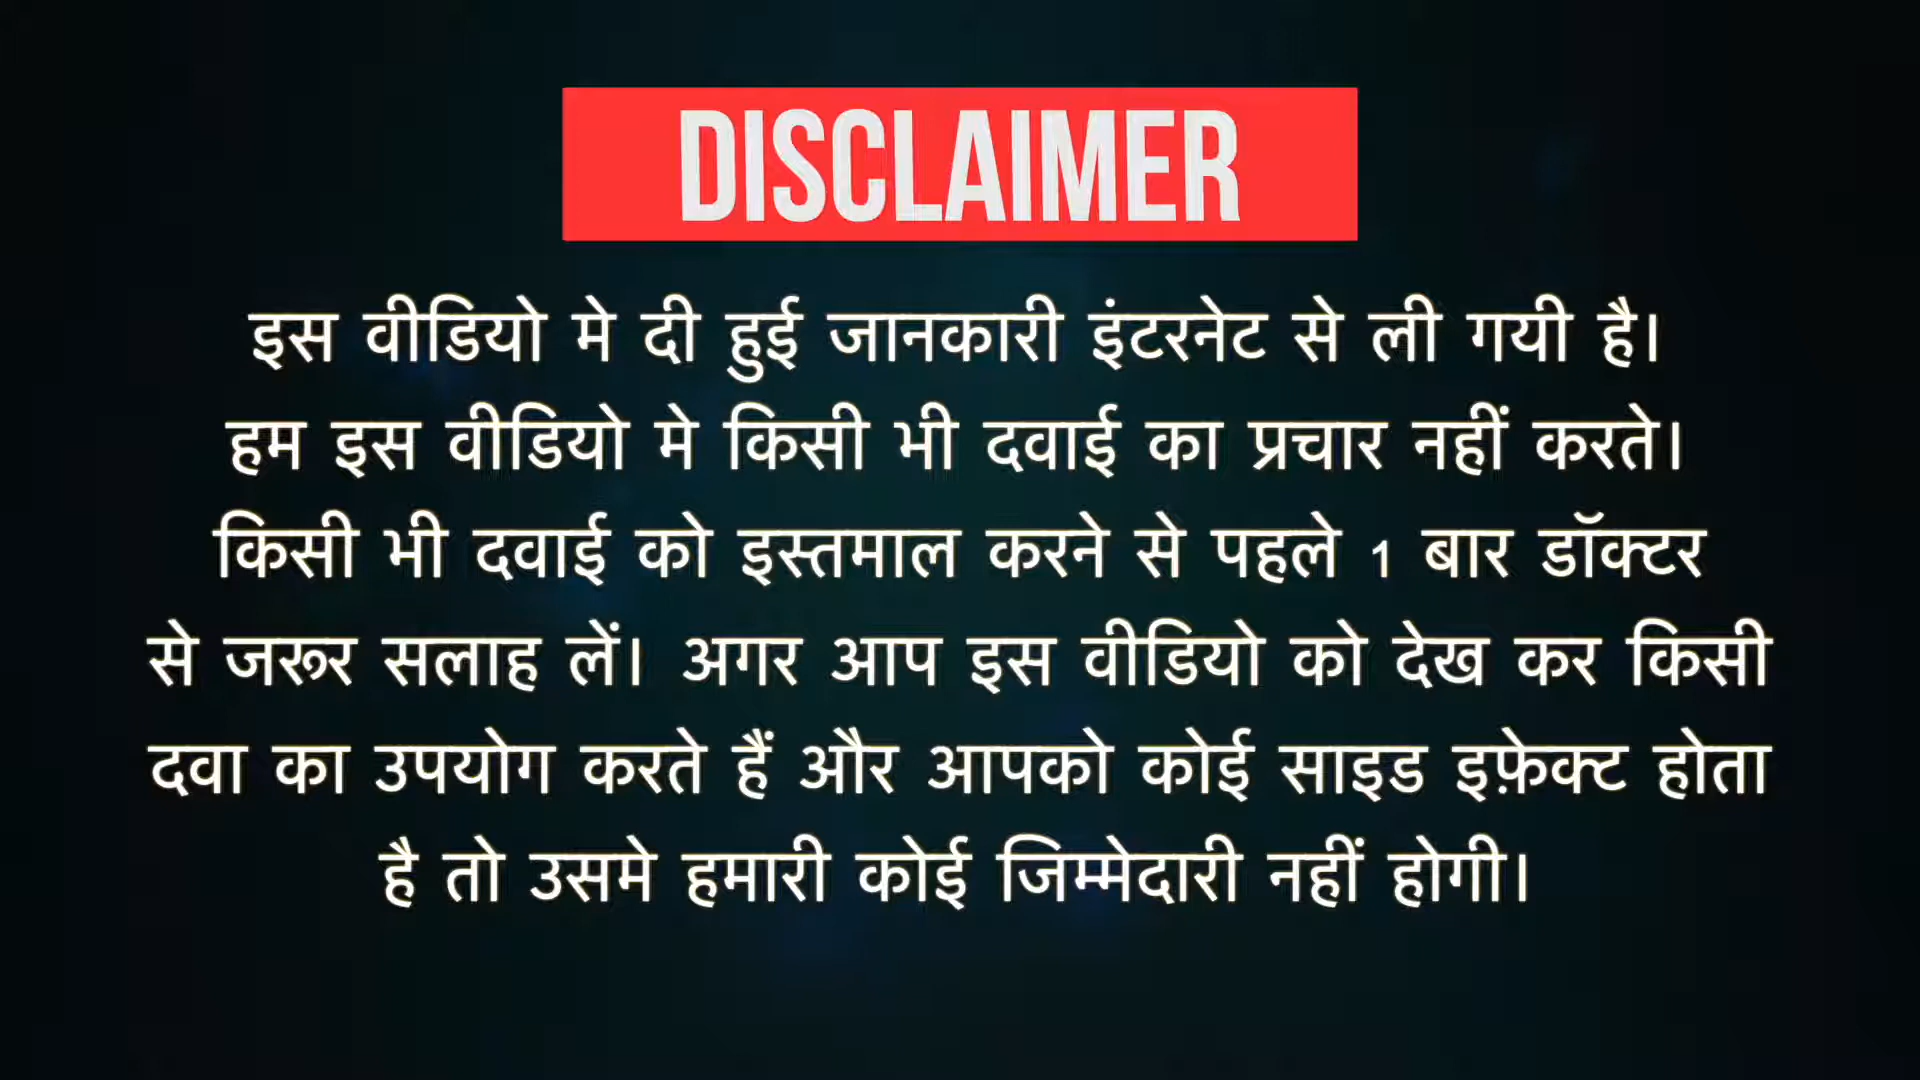 DISCLAIMER
इस वीडियो मे दी हुई जानकारी इंटरनेट से ली गयी है।
हम इस वीडियो मे किसी भी दवाई का प्रचार नहीं करते।
किसी भी दवाई को इस्तमाल करने से पहले 1 बार डॉक्टर
से जरूर सलाह लें। अगर आप इस वीडियो को देख कर किसी
दवा का उपयोग करते हैं और आपको कोई साइड इफ़ेक्ट होता
है तो उसमे हमारी कोई जिम्मेदारी नहीं होगी।